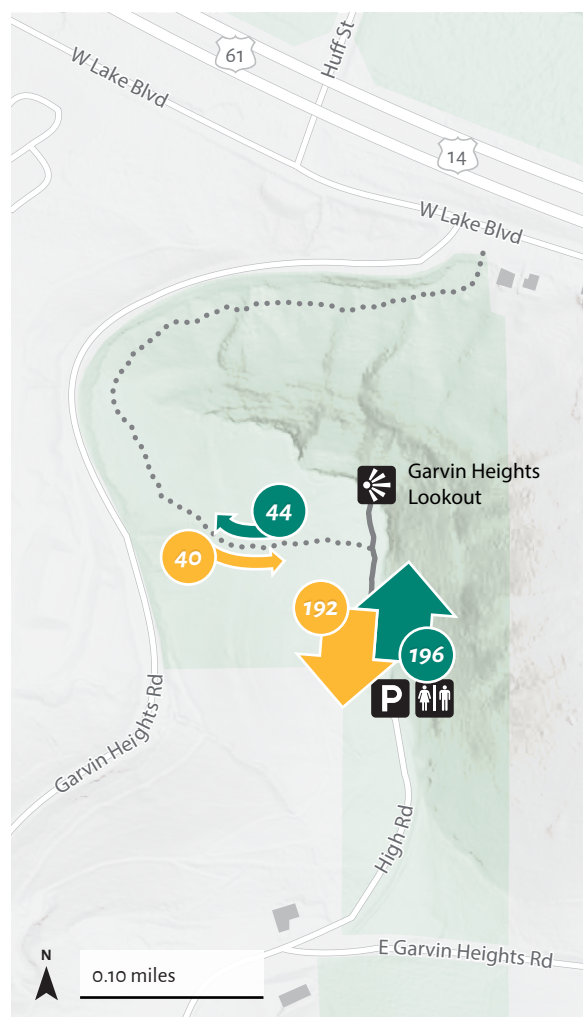 61
Huff St
W Lake Blvd
14
W Lake Blvd
Garvin Heights
Lookout
44
40
192
196
P
Garvin Heights Rd
High Rd
E Garvin Heights Rd
N
0.10 miles